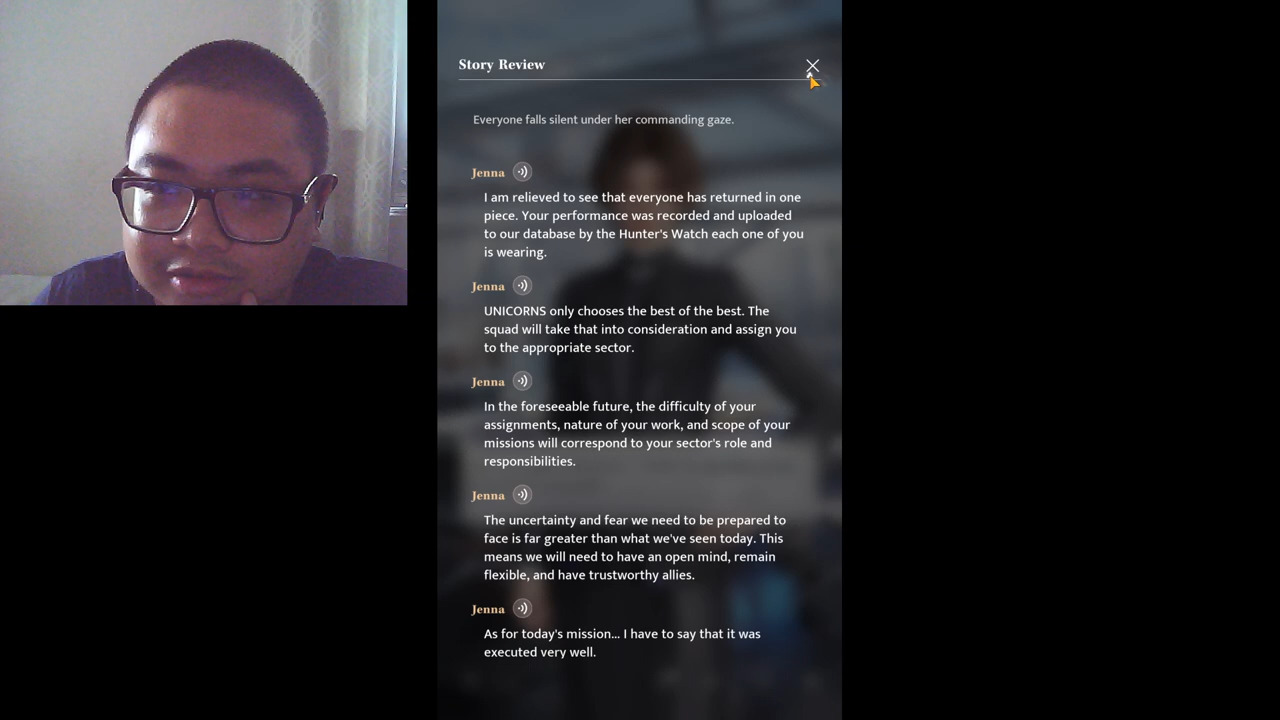 Story Review
Everyone falls silent under her commanding gaze.
Jenna
I am relieved to see that everyone has returned in one
piece. Your performance was recorded and uploaded
to our database by the Hunter's Watch each one of you
is wearing.
Jenna
UNICORNS only chooses the best of the best. The
squad will take that into consideration and assign you
to the appropriate sector.
Jenna
In the foreseeable future, the difficulty of your
assignments, nature of your work, and scope of your
missions will correspond to your sector's role and
responsibilities.
Jenna
The uncertainty and fear we need to be prepared to
face is far greater than what we've seen today. This
means we will need to have an open mind, remain
flexible, and have trustworthy allies.
Jenna
As for today's mission... I have to say that it was
executed very well.